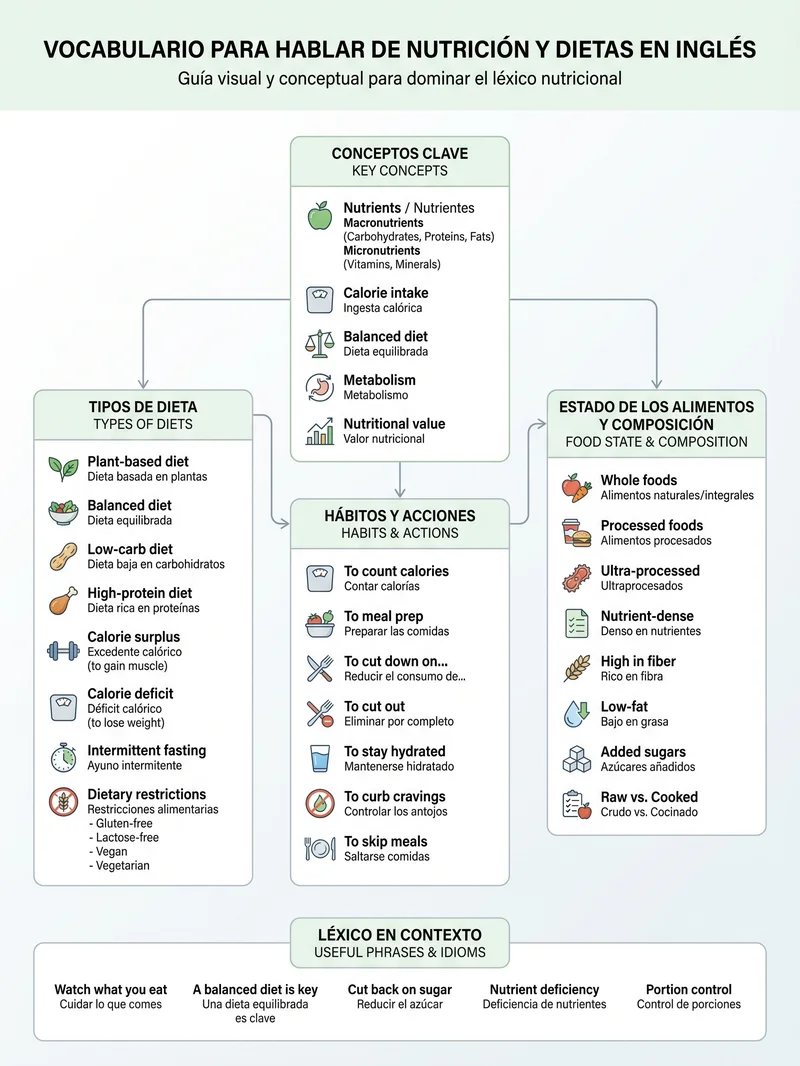 VOCABULARIO PARA HABLAR DE NUTRICIÓN Y DIETAS EN INGLÉS
Guía visual y conceptual para dominar el léxico nutricional
CONCEPTOS CLAVE
KEY CONCEPTS
Nutrients / Nutrientes
Macronutrients
(Carbohydrates, Proteins, Fats)
Micronutrients
(Vitamins, Minerals)
Calorie intake
Ingesta calórica
Balanced diet
Dieta equilibrada
Metabolism
Metabolismo
Nutritional value
Valor nutricional
TIPOS DE DIETA
TYPES OF DIETS
Plant-based diet
Dieta basada en plantas
Balanced diet
Dieta equilibrada
Low-carb diet
Dieta baja en carbohidratos
High-protein diet
Dieta rica en proteínas
Calorie surplus
Excedente calórico
(to gain muscle)
Calorie deficit
Déficit calórico
(to lose weight)
Intermittent fasting
Ayuno intermitente
Dietary restrictions
Restricciones alimentarias
- Gluten-free
- Lactose-free
- Vegan
- Vegetarian
HÁBITOS Y ACCIONES
HABITS & ACTIONS
To count calories
Contar calorías
To meal prep
Preparar las comidas
To cut down on...
Reducir el consumo de...
To cut out
Eliminar por completo
To stay hydrated
Mantenerse hidratado
To curb cravings
Controlar los antojos
To skip meals
Saltarse comidas
ESTADO DE LOS ALIMENTOS
Y COMPOSICIÓN
FOOD STATE & COMPOSITION
Whole foods
Alimentos naturales/integrales
Processed foods
Alimentos procesados
Ultra-processed
Ultraprocesados
Nutrient-dense
Denso en nutrientes
High in fiber
Rico en fibra
Low-fat
Bajo en grasa
Added sugars
Azúcares añadidos
Raw vs. Cooked
Crudo vs. Cocinado
LÉXICO EN CONTEXTO
USEFUL PHRASES & IDIOMS
Watch what you eat
Cuidar lo que comes
A balanced diet is key
Una dieta equilibrada
es clave
Cut back on sugar
Reducir el azúcar
Nutrient deficiency
Deficiencia de nutrientes
Portion control
Control de porciones